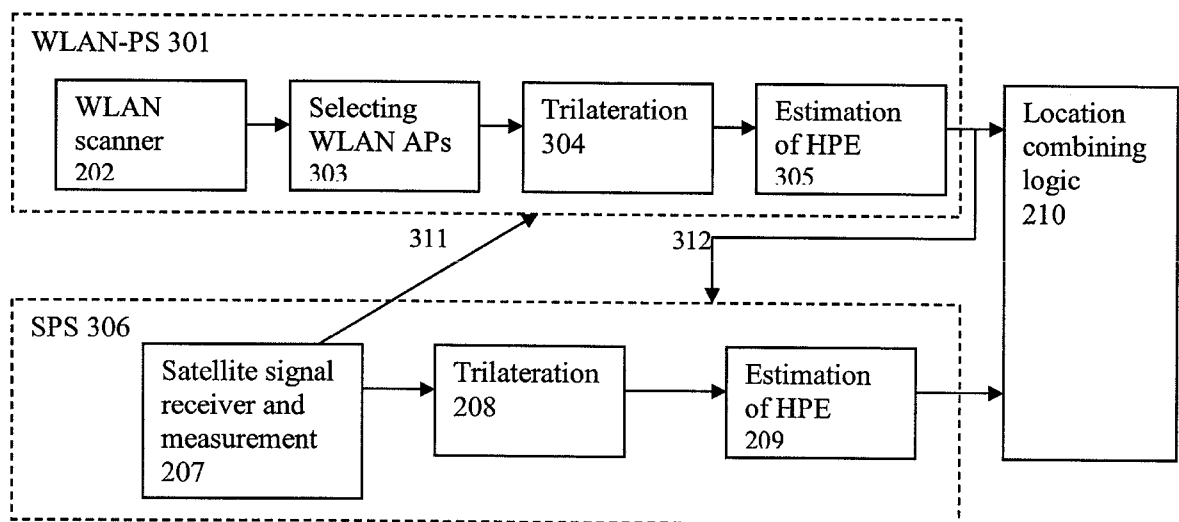 WLAN-PS 301
WLAN
scanner
202
Selecting
WLAN APs
303
Trilateration
304
Estimation
of HPE
305
Location
combining
logic
210
311
312
SPS 306
Satellite signal
receiver and
measurement
207
Trilateration
208
Estimation
of HPE
209